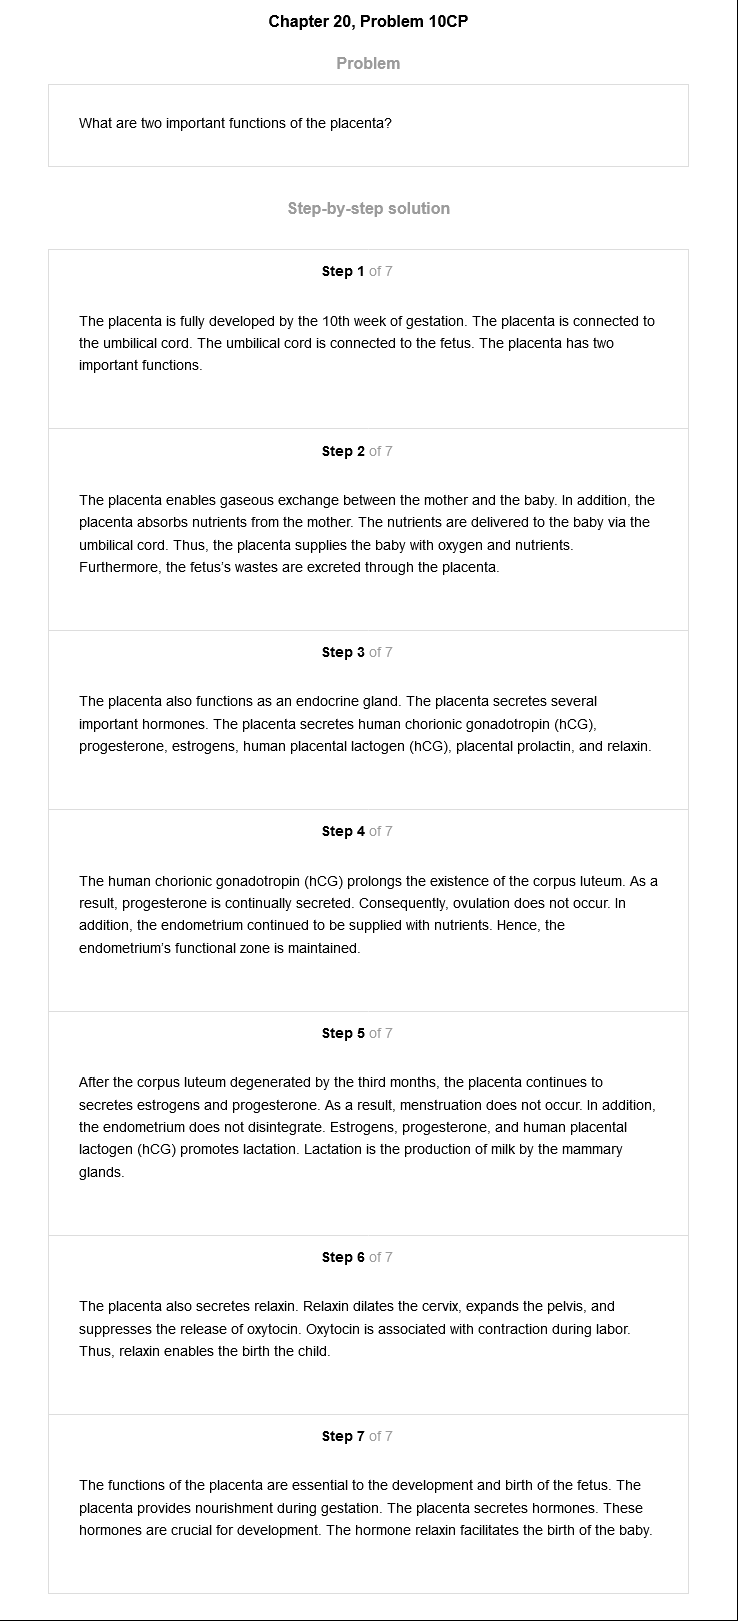 Chapter 20, Problem 10CP
Problem
What are two important functions of the placenta?
Step-by-step solution
Step 1 of 7
The placenta is fully developed by the 10th week of gestation. The placenta is connected to
the umbilical cord. The umbilical cord is connected to the fetus. The placenta has two
important functions.
Step 2 of 7
The placenta enables gaseous exchange between the mother and the baby. In addition, the
placenta absorbs nutrients from the mother. The nutrients are delivered to the baby via the
umbilical cord. Thus, the placenta supplies the baby with oxygen and nutrients.
Furthermore, the fetus's wastes are excreted through the placenta.
Step 3 of 7
The placenta also functions as an endocrine gland. The placenta secretes several
important hormones. The placenta secretes human chorionic gonadotropin (hCG),
progesterone, estrogens, human placental lactogen (hCG), placental prolactin, and relaxin.
Step 4 of 7
The human chorionic gonadotropin (hCG) prolongs the existence of the corpus luteum. As a
result, progesterone is continually secreted. Consequently, ovulation does not occur. In
addition, the endometrium continued to be supplied with nutrients. Hence, the
endometrium's functional zone is maintained.
Step 5 of 7
After the corpus luteum degenerated by the third months, the placenta continues to
secretes estrogens and progesterone. As a result, menstruation does not occur. In addition,
the endometrium does not disintegrate. Estrogens, progesterone, and human placental
lactogen (hCG) promotes lactation. Lactation is the production of milk by the mammary
glands.
Step 6 of 7
The placenta also secretes relaxin. Relaxin dilates the cervix, expands the pelvis, and
suppresses the release of oxytocin. Oxytocin is associated with contraction during labor.
Thus, relaxin enables the birth the child.
Step 7 of 7
The functions of the placenta are essential to the development and birth of the fetus. The
placenta provides nourishment during gestation. The placenta secretes hormones. These
hormones are crucial for development. The hormone relaxin facilitates the birth of the baby.